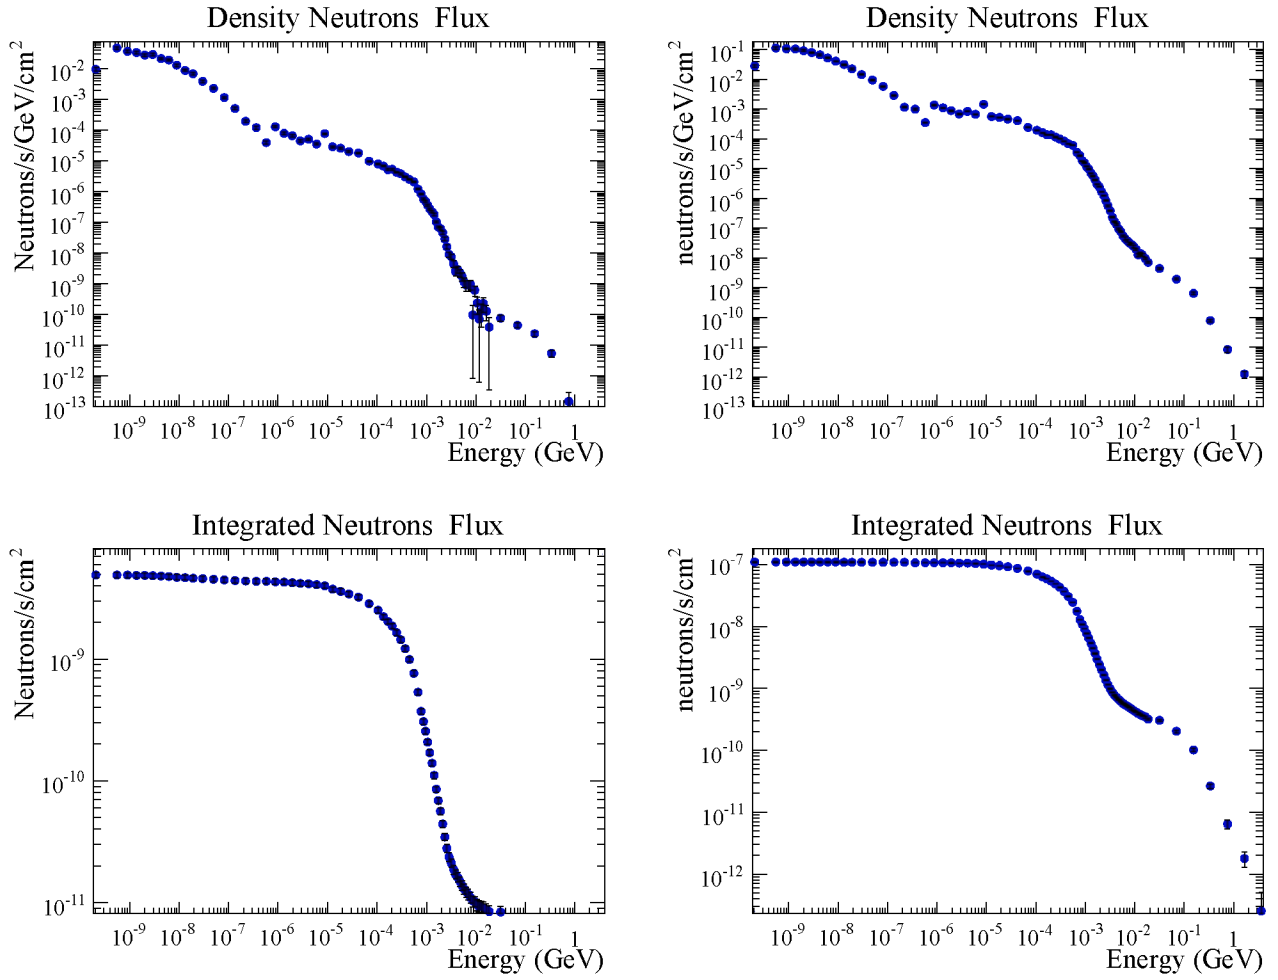 Density Neutrons Flux
Neutrons/s/GeV/cm²
10⁻²
10⁻³
10⁻⁴
10⁻⁵
10⁻⁶
10⁻⁷
10⁻⁸
10⁻⁹
10⁻¹⁰
10⁻¹¹
10⁻¹²
10⁻¹³
10⁻⁹ 10⁻⁸ 10⁻⁷ 10⁻⁶ 10⁻⁵ 10⁻⁴ 10⁻³ 10⁻² 10⁻¹ 1
Energy (GeV)
Density Neutrons Flux
neutrons/s/GeV/cm²
10⁻¹
10⁻²
10⁻³
10⁻⁴
10⁻⁵
10⁻⁶
10⁻⁷
10⁻⁸
10⁻⁹
10⁻¹⁰
10⁻¹¹
10⁻¹²
10⁻¹³
10⁻⁹ 10⁻⁸ 10⁻⁷ 10⁻⁶ 10⁻⁵ 10⁻⁴ 10⁻³ 10⁻² 10⁻¹ 1
Energy (GeV)
Integrated Neutrons Flux
Neutrons/s/cm²
10⁻⁹
10⁻¹⁰
10⁻¹¹
10⁻⁹ 10⁻⁸ 10⁻⁷ 10⁻⁶ 10⁻⁵ 10⁻⁴ 10⁻³ 10⁻² 10⁻¹ 1
Energy (GeV)
Integrated Neutrons Flux
neutrons/s/cm²
10⁻⁷
10⁻⁸
10⁻⁹
10⁻¹⁰
10⁻¹¹
10⁻¹²
10⁻⁹ 10⁻⁸ 10⁻⁷ 10⁻⁶ 10⁻⁵ 10⁻⁴ 10⁻³ 10⁻² 10⁻¹ 1
Energy (GeV)